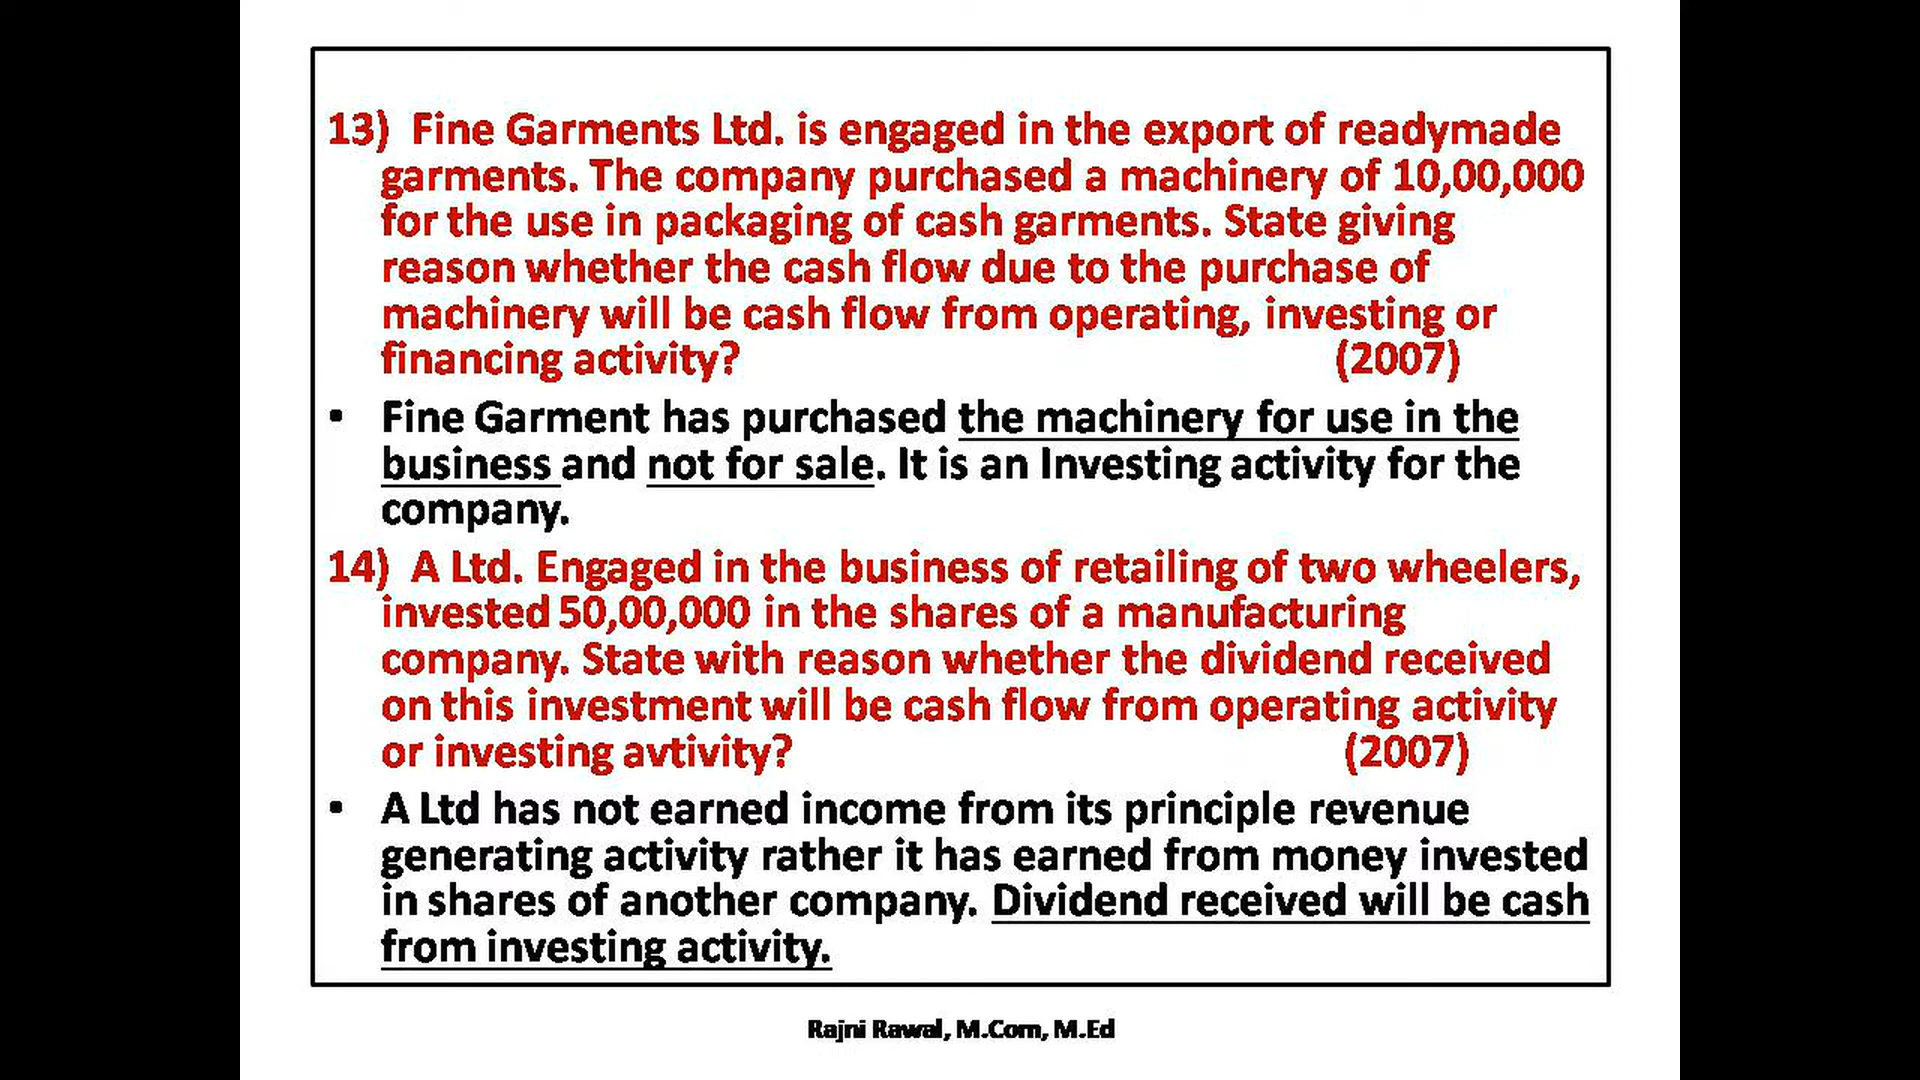 13) Fine Garments Ltd. is engaged in the export of readymade
garments. The company purchased a machinery of 10,00,000
for the use in packaging of cash garments. State giving
reason whether the cash flow due to the purchase of
machinery will be cash flow from operating, investing or
financing activity? (2007)
• Fine Garment has purchased the machinery for use in the
business and not for sale. It is an Investing activity for the
company.
14) A Ltd. Engaged in the business of retailing of two wheelers,
invested 50,00,000 in the shares of a manufacturing
company. State with reason whether the dividend received
on this investment will be cash flow from operating activity
or investing avtivity? (2007)
• A Ltd has not earned income from its principle revenue
generating activity rather it has earned from money invested
in shares of another company. Dividend received will be cash
from investing activity.
Rajni Rawal, M.Com, M.Ed